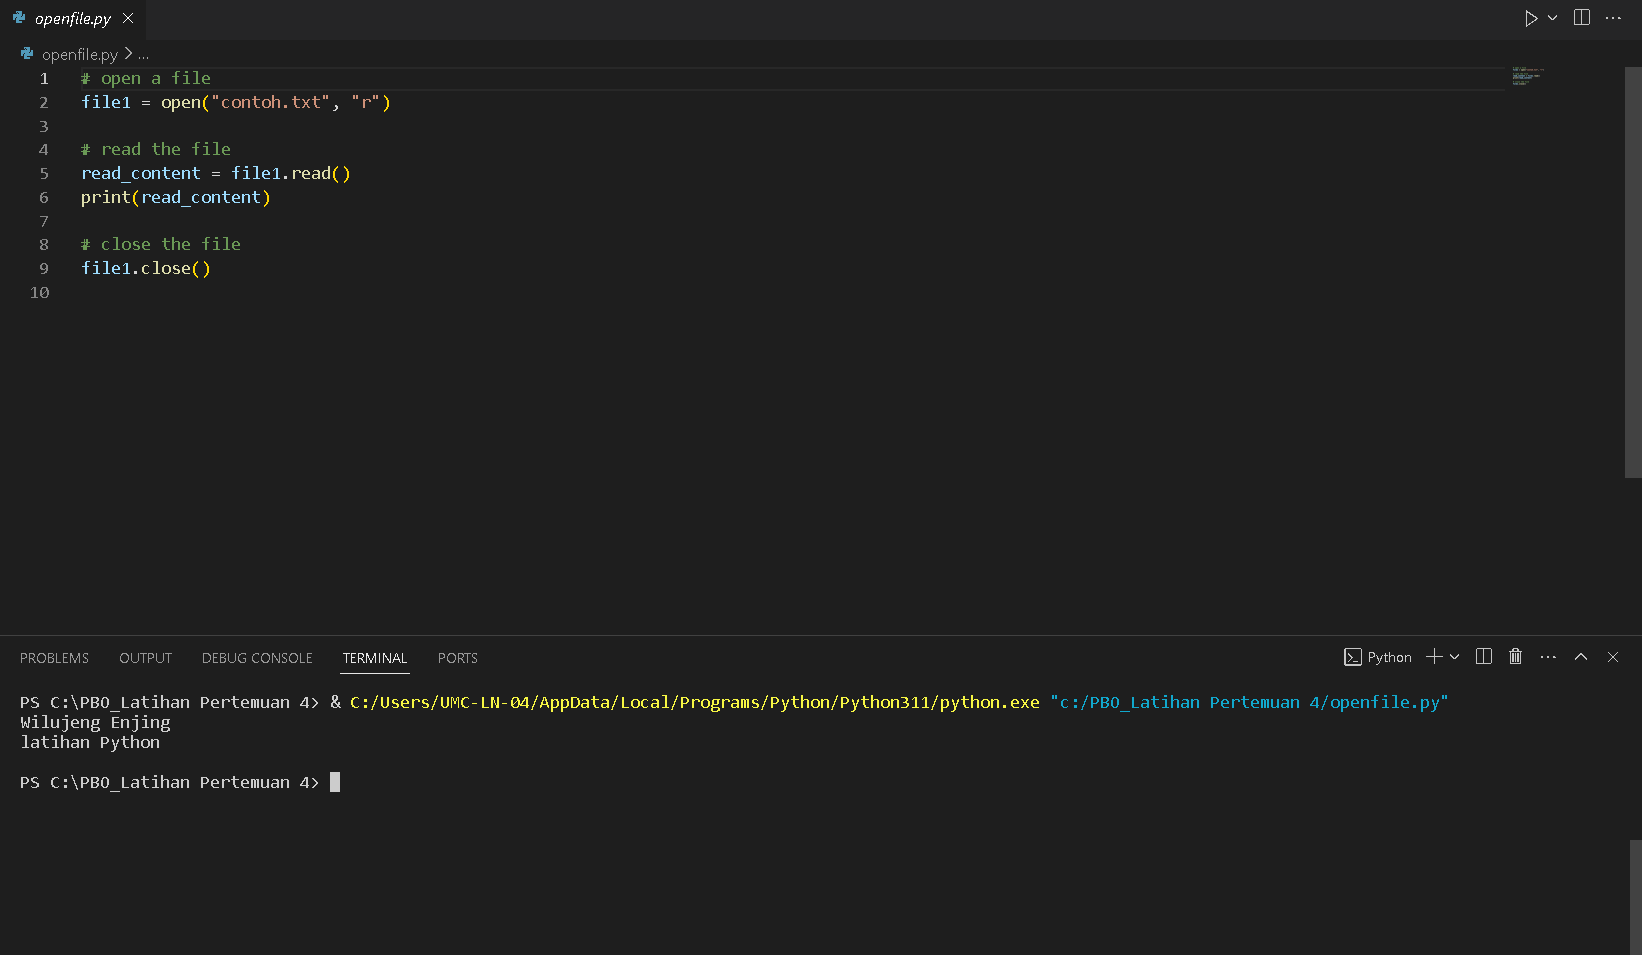 openfile.py
openfile.py > ...
1 # open a file
2 file1 = open("contoh.txt", "r")
3
4 # read the file
5 read_content = file1.read()
6 print(read_content)
7
8 # close the file
9 file1.close()
10
PROBLEMS OUTPUT DEBUG CONSOLE TERMINAL PORTS Python
PS C:\PBO_Latihan Pertemuan 4> & C:/Users/UMC-LN-04/AppData/Local/Programs/Python/Python311/python.exe "c:/PBO_Latihan Pertemuan 4/openfile.py"
Wilujeng Enjing
latihan Python
PS C:\PBO_Latihan Pertemuan 4>